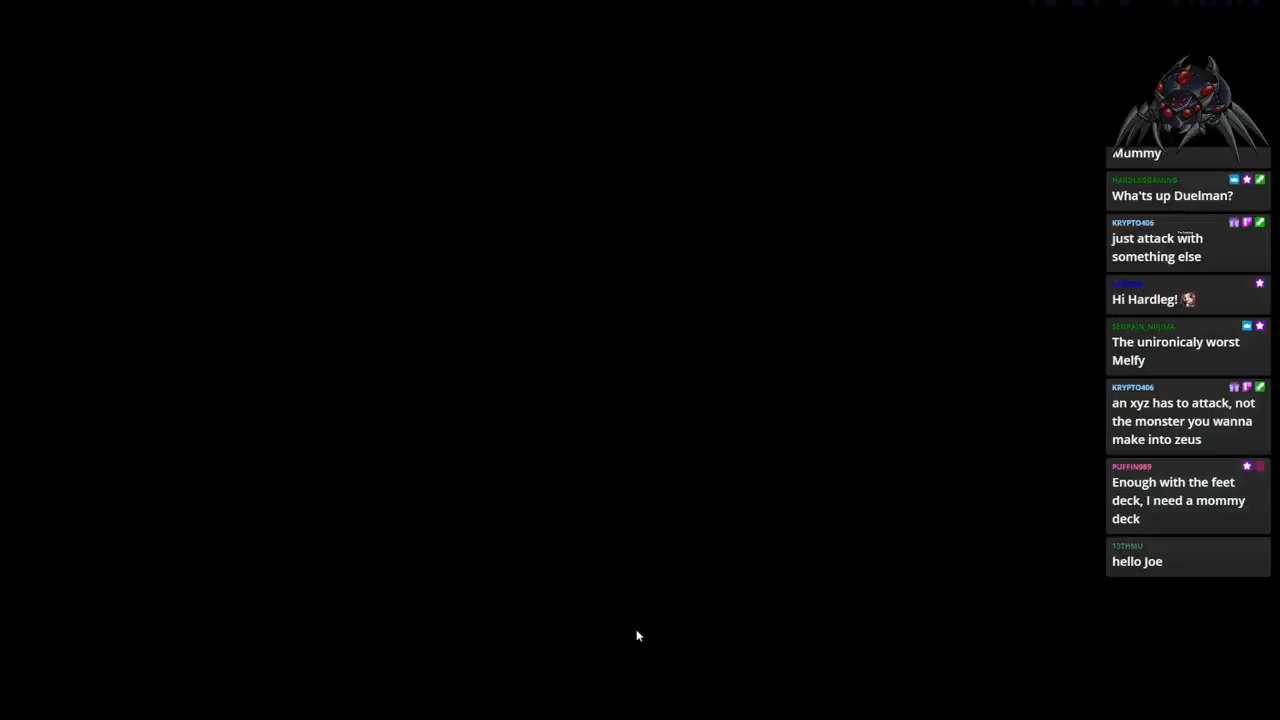 Mummy
HARDLEGGAMING
Wha'ts up Duelman?
KRYPTO406
just attack with
something else
Hi Hardleg!
SENPAIN_NIIJIMA
The unironicaly worst
Melfy
KRYPTO406
an xyz has to attack, not
the monster you wanna
make into zeus
PUFFIN989
Enough with the feet
deck, I need a mommy
deck
13THMU
hello Joe